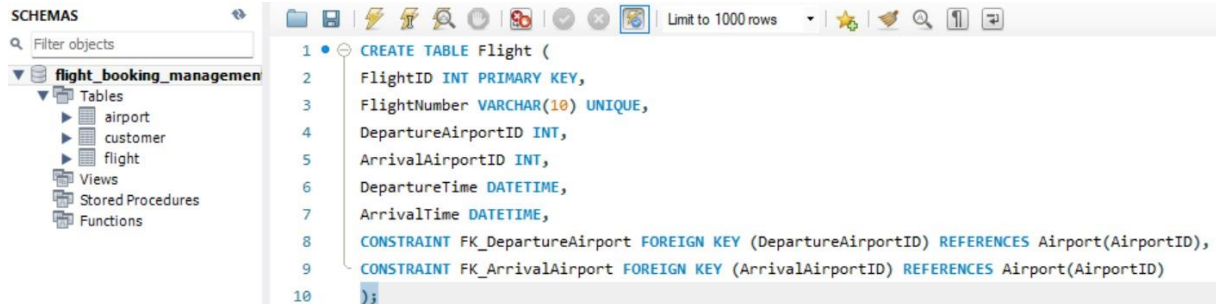 SCHEMAS
Filter objects
flight_booking_managemen
Tables
airport
customer
flight
Views
Stored Procedures
Functions
Limit to 1000 rows
1 CREATE TABLE Flight (
2 FlightID INT PRIMARY KEY,
3 FlightNumber VARCHAR(10) UNIQUE,
4 DepartureAirportID INT,
5 ArrivalAirportID INT,
6 DepartureTime DATETIME,
7 ArrivalTime DATETIME,
8 CONSTRAINT FK_DepartureAirport FOREIGN KEY (DepartureAirportID) REFERENCES Airport(AirportID),
9 CONSTRAINT FK_ArrivalAirport FOREIGN KEY (ArrivalAirportID) REFERENCES Airport(AirportID)
10 );